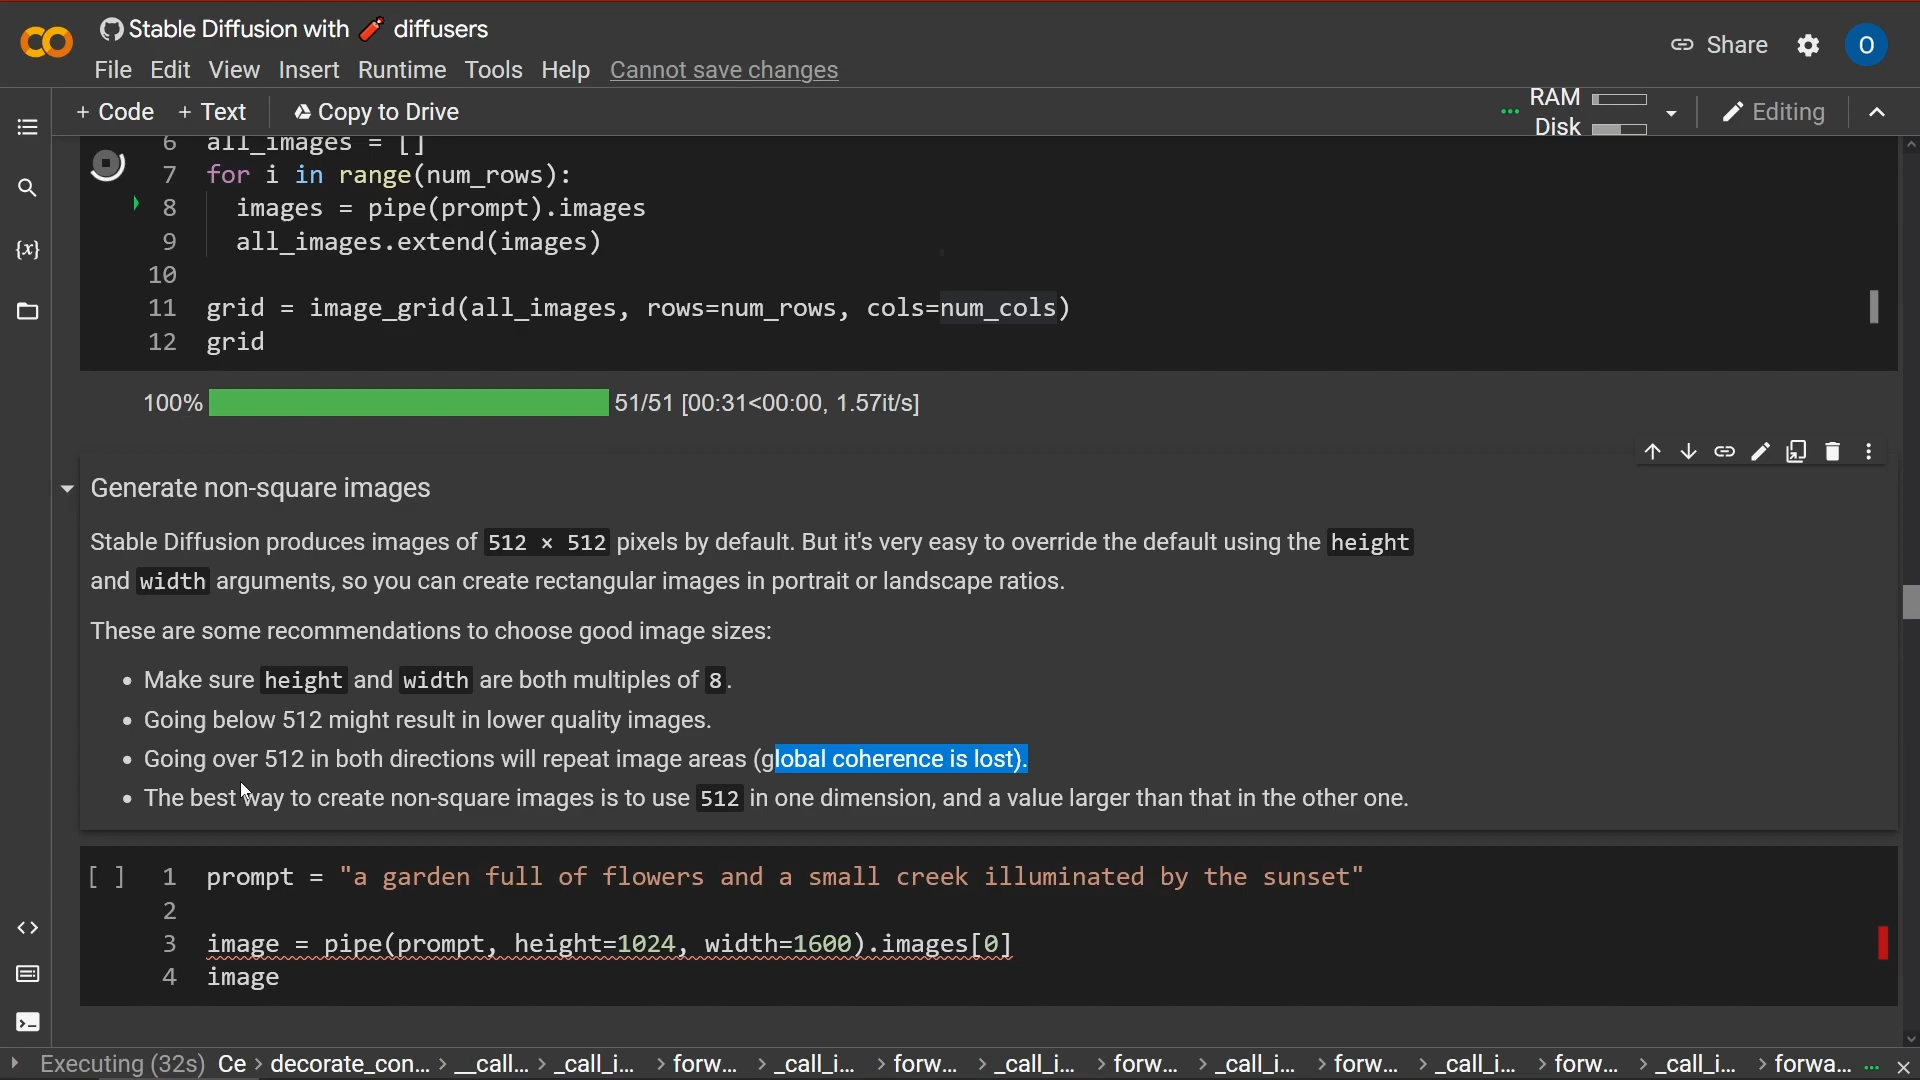 Stable Diffusion with 🧨 diffusers
File Edit View Insert Runtime Tools Help Cannot save changes
Share
O
+ Code + Text Copy to Drive
RAM
Disk
Editing
6 all_images = []
7 for i in range(num_rows):
8 images = pipe(prompt).images
9 all_images.extend(images)
10
11 grid = image_grid(all_images, rows=num_rows, cols=num_cols)
12 grid
100% 51/51 [00:31<00:00, 1.57it/s]
Generate non-square images
Stable Diffusion produces images of 512 × 512 pixels by default. But it's very easy to override the default using the height
and width arguments, so you can create rectangular images in portrait or landscape ratios.
These are some recommendations to choose good image sizes:
• Make sure height and width are both multiples of 8.
• Going below 512 might result in lower quality images.
• Going over 512 in both directions will repeat image areas (global coherence is lost).
• The best way to create non-square images is to use 512 in one dimension, and a value larger than that in the other one.
[ ] 1 prompt = "a garden full of flowers and a small creek illuminated by the sunset"
2
3 image = pipe(prompt, height=1024, width=1600).images[0]
4 image
Executing (32s) Ce > decorate_con... > __call... > _call_i... > forw... > _call_i... > forw... > _call_i... > forw... > _call_i... > forw... > _call_i... > forw... > _call_i... > forwa... ...